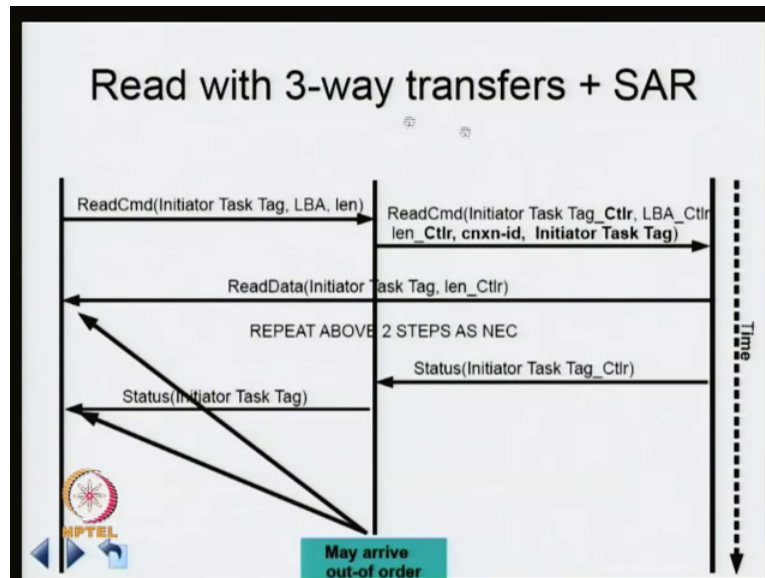 Read with 3-way transfers + SAR
ReadCmd(Initiator Task Tag, LBA, len)
ReadCmd(Initiator Task Tag_Ctlr, LBA_Ctlr
len_Ctlr, cnxn-id, Initiator Task Tag)
ReadData(Initiator Task Tag, len_Ctlr)
REPEAT ABOVE 2 STEPS AS NEC
Time
Status(Initiator Task Tag_Ctlr)
Status(Initiator Task Tag)
NPTEL
May arrive
out-of order